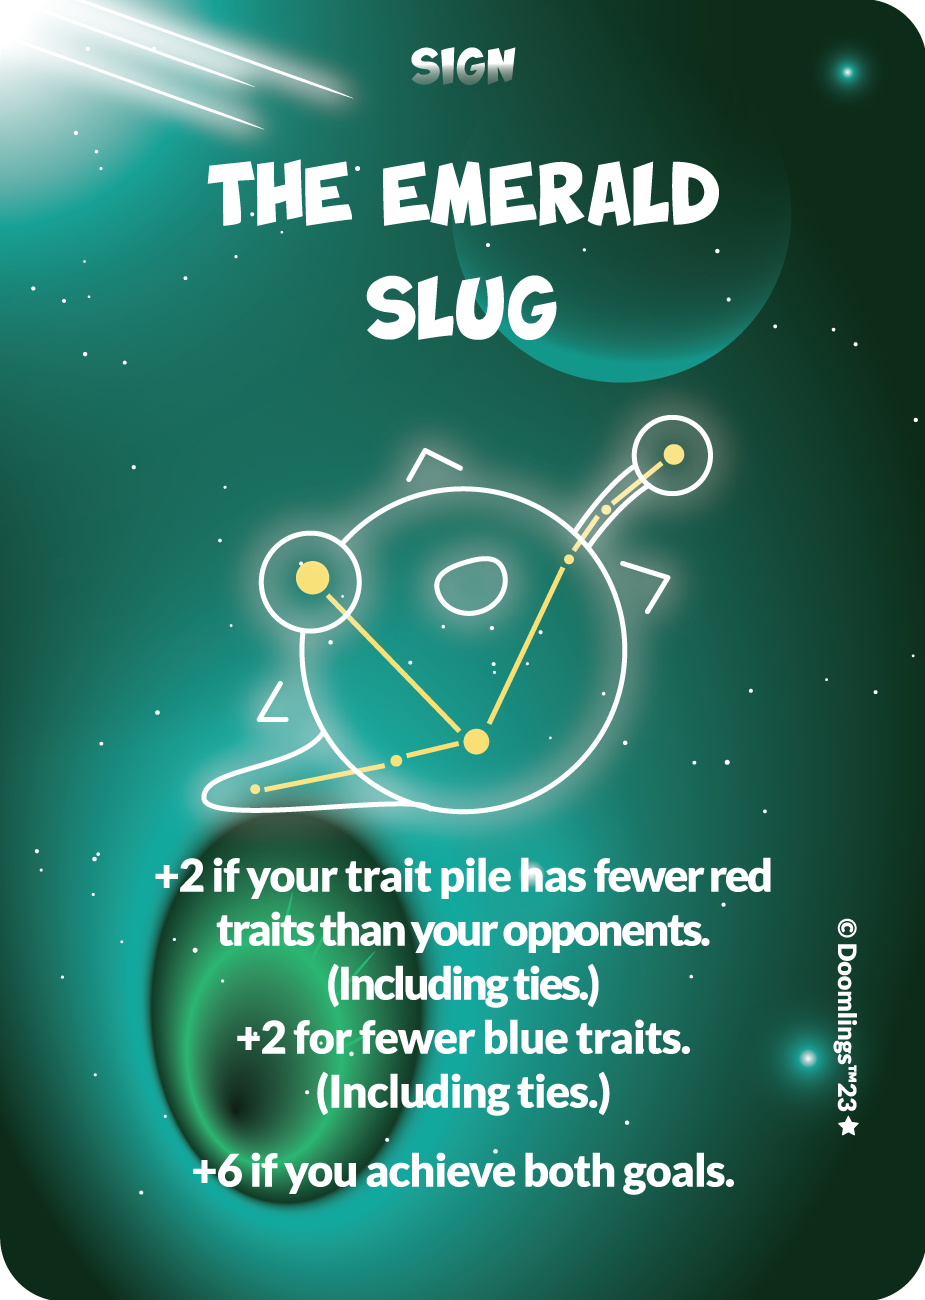 SIGN
THE EMERALD
SLUG
+2 if your trait pile has fewer red
traits than your opponents.
(Including ties.)
+2 for fewer blue traits.
(Including ties.)
+6 if you achieve both goals.
© Doomlings™23 ★